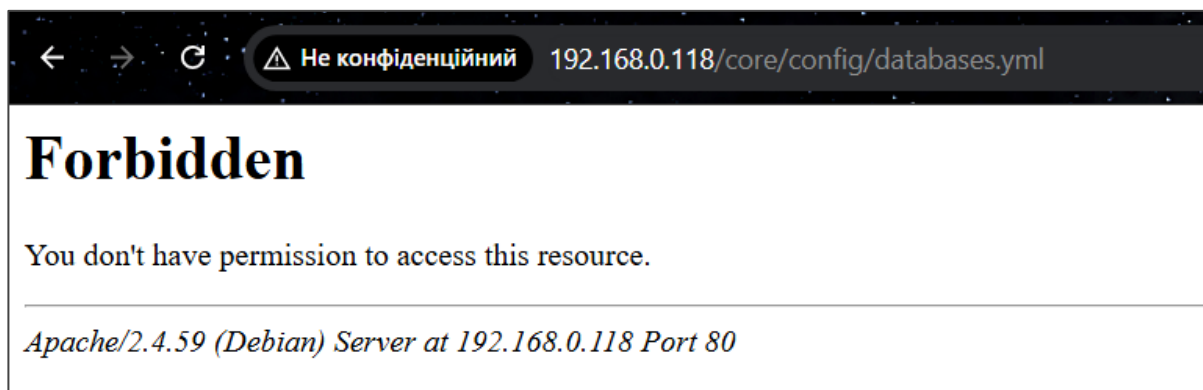 Не конфіденційний 192.168.0.118/core/config/databases.yml
Forbidden
You don't have permission to access this resource.
Apache/2.4.59 (Debian) Server at 192.168.0.118 Port 80